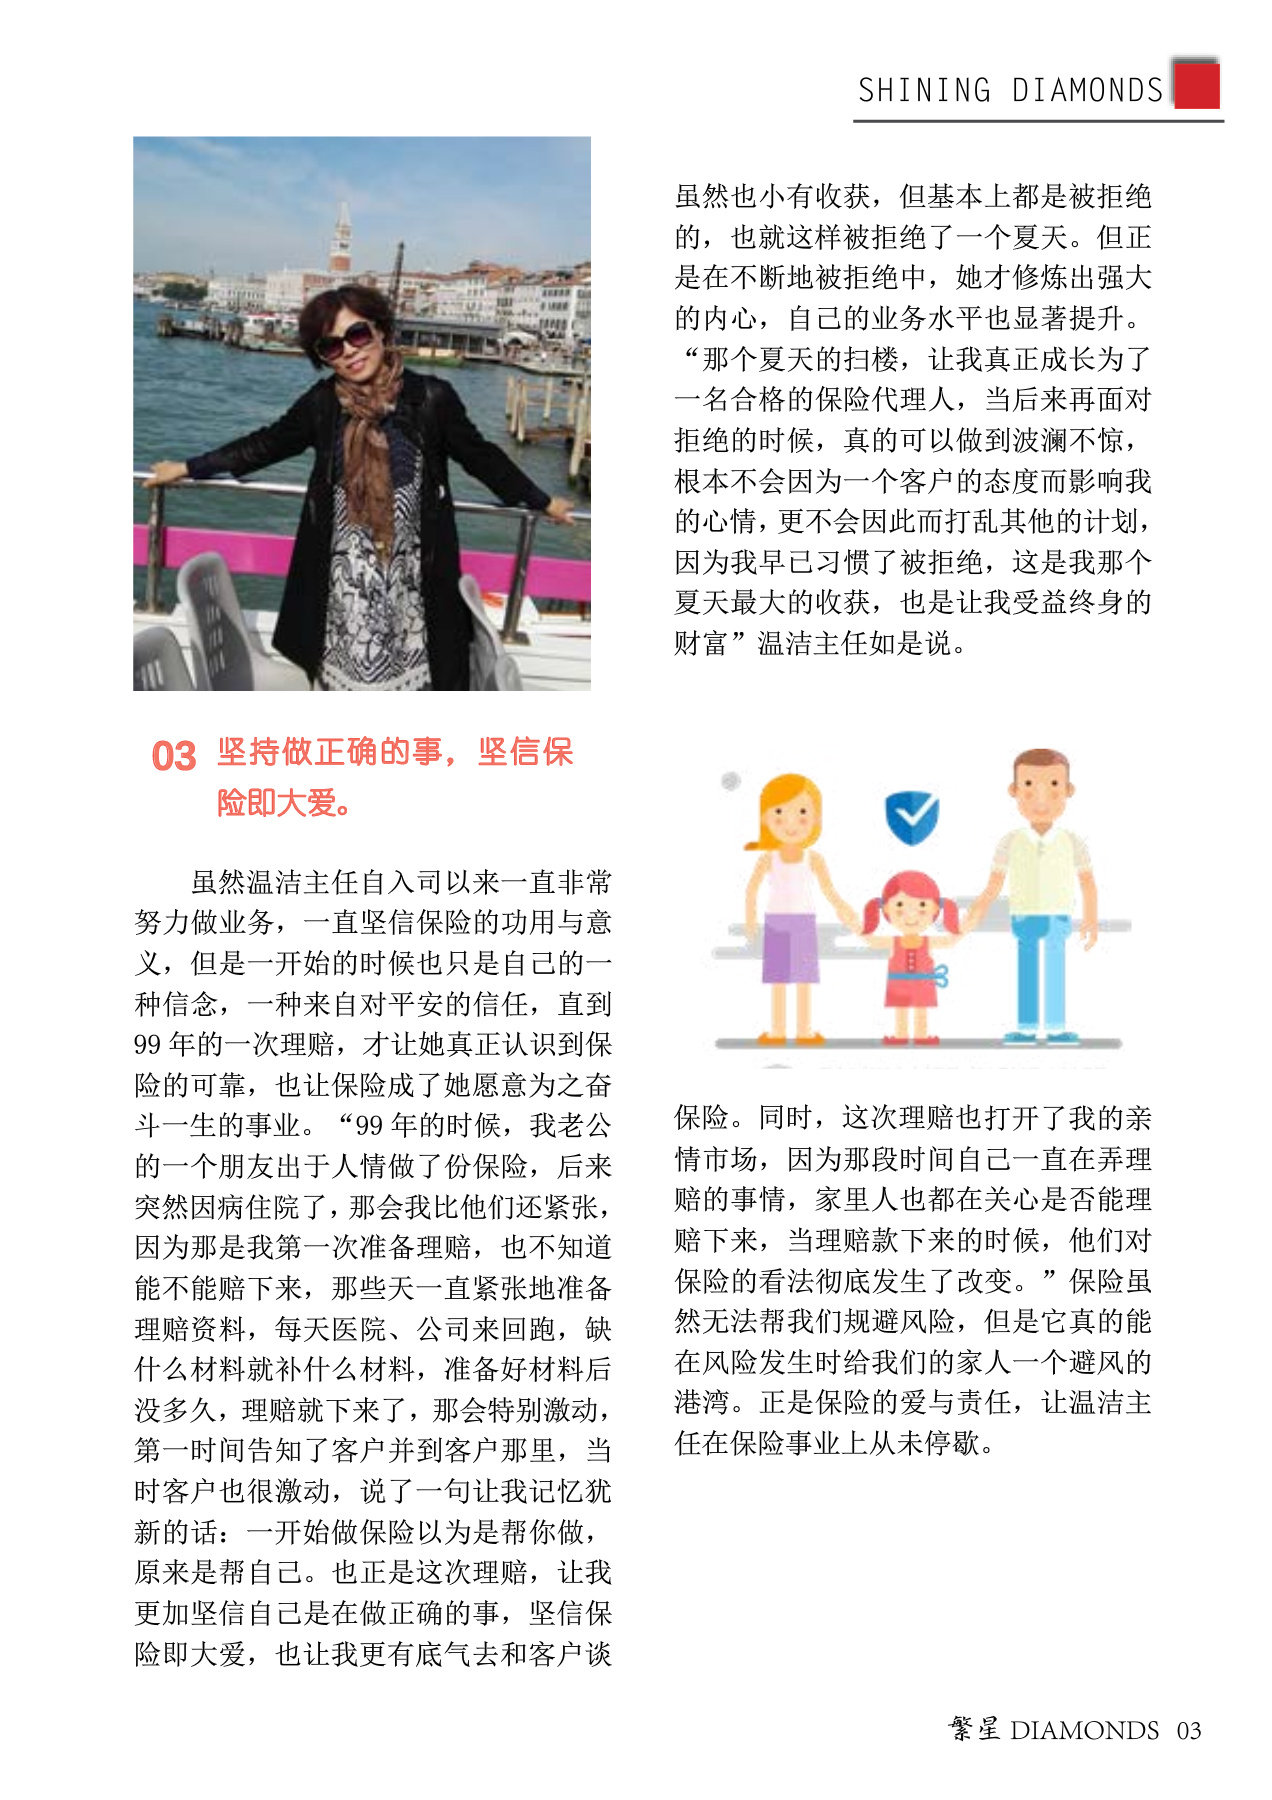 SHINING DIAMONDS
虽然也小有收获，但基本上都是被拒绝
的，也就这样被拒绝了一个夏天。但正
是在不断地被拒绝中，她才修炼出强大
的内心，自己的业务水平也显著提升。
“那个夏天的扫楼，让我真正成长为了
一名合格的保险代理人，当后来再面对
拒绝的时候，真的可以做到波澜不惊，
根本不会因为一个客户的态度而影响我
的心情，更不会因此而打乱其他的计划，
因为我早已习惯了被拒绝，这是我那个
夏天最大的收获，也是让我受益终身的
财富”温洁主任如是说。
03 坚持做正确的事，坚信保
险即大爱。
虽然温洁主任自入司以来一直非常
努力做业务，一直坚信保险的功用与意
义，但是一开始的时候也只是自己的一
种信念，一种来自对平安的信任，直到
99 年的一次理赔，才让她真正认识到保
险的可靠，也让保险成了她愿意为之奋
斗一生的事业。“99 年的时候，我老公
的一个朋友出于人情做了份保险，后来
突然因病住院了，那会我比他们还紧张，
因为那是我第一次准备理赔，也不知道
能不能赔下来，那些天一直紧张地准备
理赔资料，每天医院、公司来回跑，缺
什么材料就补什么材料，准备好材料后
没多久，理赔就下来了，那会特别激动，
第一时间告知了客户并到客户那里，当
时客户也很激动，说了一句让我记忆犹
新的话：一开始做保险以为是帮你做，
原来是帮自己。也正是这次理赔，让我
更加坚信自己是在做正确的事，坚信保
险即大爱，也让我更有底气去和客户谈
保险。同时，这次理赔也打开了我的亲
情市场，因为那段时间自己一直在弄理
赔的事情，家里人也都在关心是否能理
赔下来，当理赔款下来的时候，他们对
保险的看法彻底发生了改变。”保险虽
然无法帮我们规避风险，但是它真的能
在风险发生时给我们的家人一个避风的
港湾。正是保险的爱与责任，让温洁主
任在保险事业上从未停歇。
繁星 DIAMONDS 03